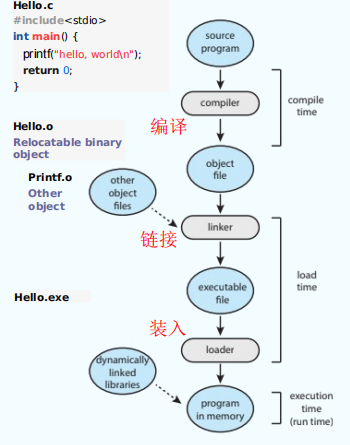 Hello.c
#include<stdio>
int main() {
printf("hello, world\n");
return 0;
}
source
program
compiler
编译
compile
time
Hello.o
Relocatable binary
object
object
file
Printf.o
Other
object
other
object
files
linker
链接
load
time
Hello.exe
executable
file
装入
loader
dynamically
linked
libraries
program
in memory
execution
time
(run time)